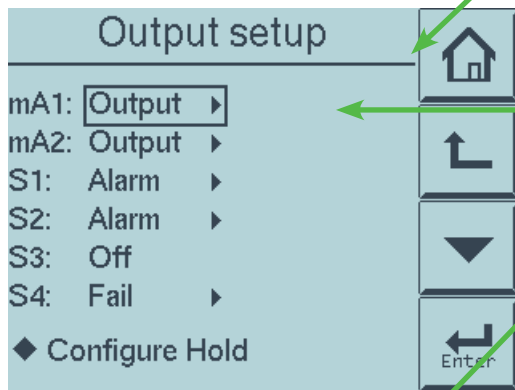 Output setup
mA1: Output ▸
mA2: Output ▸
S1: Alarm ▸
S2: Alarm ▸
S3: Off
S4: Fail ▸
◆ Configure Hold
Enter